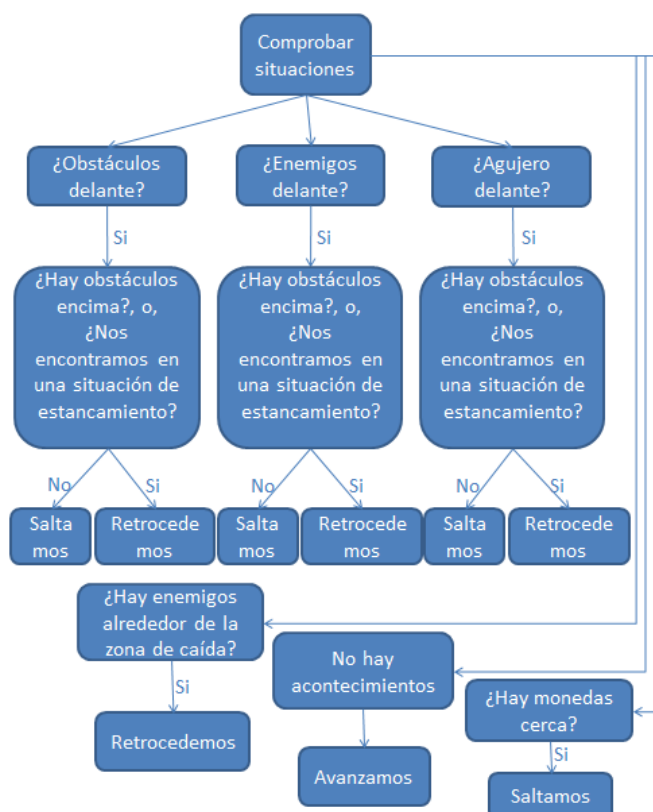 Comprobar
situaciones
¿Obstáculos
delante?
¿Enemigos
delante?
¿Agujero
delante?
Si
Si
Si
¿Hay obstáculos
encima?, o,
¿Nos
encontramos en
una situación de
estancamiento?
¿Hay obstáculos
encima?, o,
¿Nos
encontramos en
una situación de
estancamiento?
¿Hay obstáculos
encima?, o,
¿Nos
encontramos en
una situación de
estancamiento?
No
Si
No
Si
No
Si
Salta
mos
Retrocede
mos
Salta
mos
Retrocede
mos
Salta
mos
Retrocede
mos
¿Hay enemigos
alrededor de la
zona de caída?
Si
Retrocedemos
No hay
acontecimientos
Avanzamos
¿Hay monedas
cerca?
Si
Saltamos